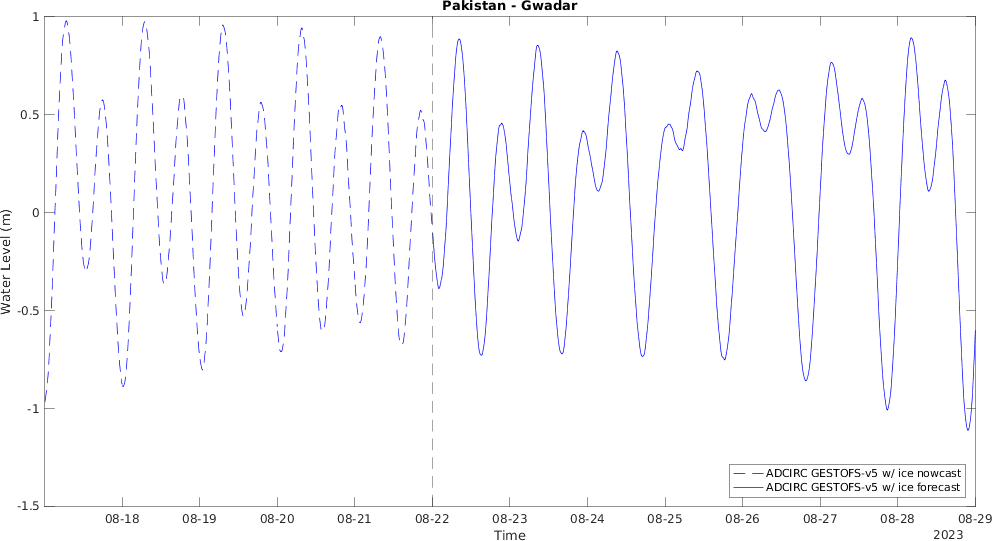 Pakistan - Gwadar
1
0.5
0
-0.5
-1
-1.5
Water Level (m)
ADCIRC GESTOFS-v5 w/ ice nowcast
ADCIRC GESTOFS-v5 w/ ice forecast
08-18 08-19 08-20 08-21 08-22 08-23 08-24 08-25 08-26 08-27 08-28 08-29
Time
2023